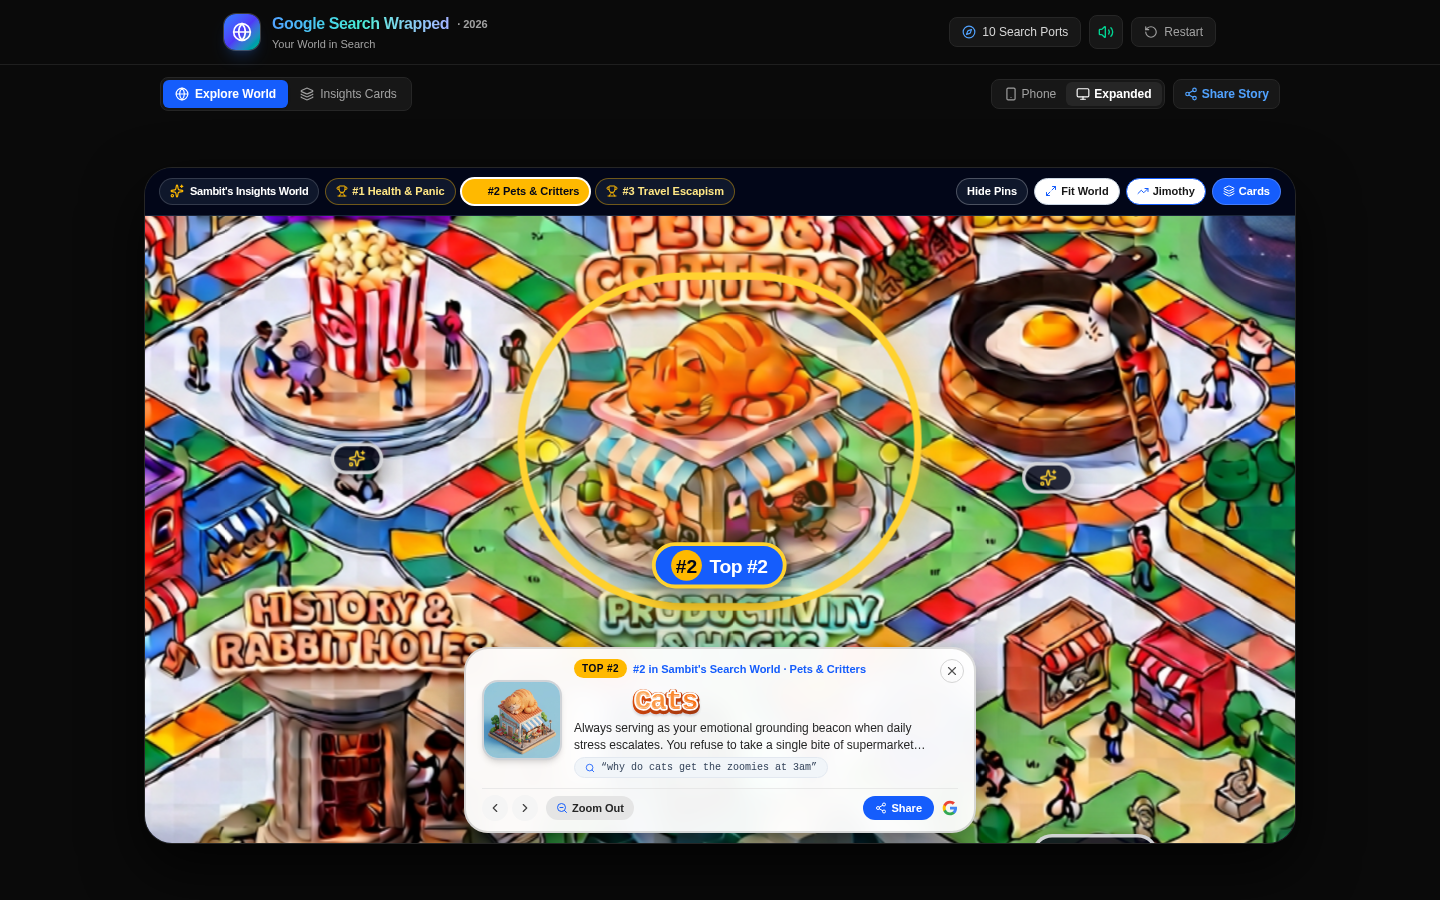 Google Search Wrapped · 2026
Your World in Search
10 Search Ports
Restart
Explore World
Insights Cards
Phone
Expanded
Share Story
Sambit's Insights World
#1 Health & Panic
#2 Pets & Critters
#3 Travel Escapism
Hide Pins
Fit World
Jimothy
Cards
PETS &
CRITTERS
#2 Top #2
HISTORY &
RABBIT HOLES
PRODUCTIVITY
& HACKS
TOP #2 #2 in Sambit's Search World · Pets & Critters
Cats
Always serving as your emotional grounding beacon when daily
stress escalates. You refuse to take a single bite of supermarket…
“why do cats get the zoomies at 3am”
Zoom Out
Share